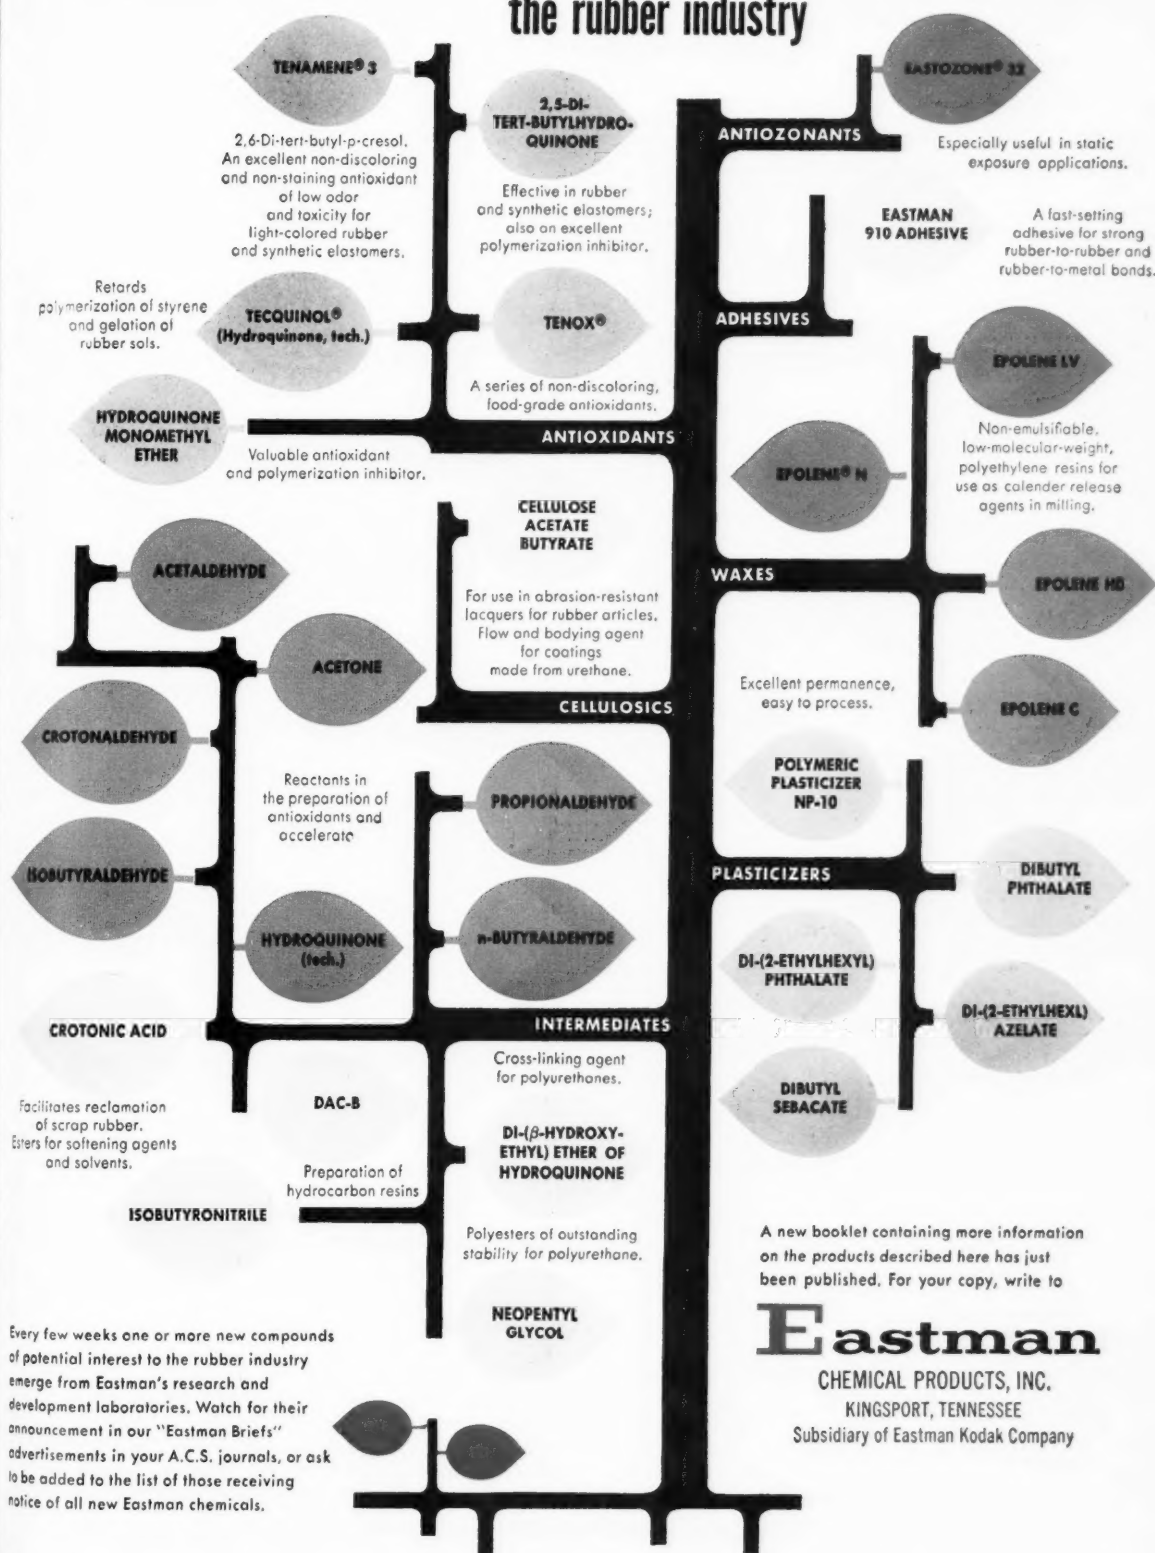 the rubber industry
TENAMENE® 3
2,6-Di-tert-butyl-p-cresol.
An excellent non-discoloring
and non-staining antioxidant
of low odor
and toxicity for
light-colored rubber
and synthetic elastomers.
2,5-DI-
TERT-BUTYLHYDRO-
QUINONE
Effective in rubber
and synthetic elastomers;
also an excellent
polymerization inhibitor.
Retards
polymerization of styrene
and gelation of
rubber sols.
TECQUINOL®
(Hydroquinone, tech.)
TENOX®
A series of non-discoloring,
food-grade antioxidants.
HYDROQUINONE
MONOMETHYL
ETHER
Valuable antioxidant
and polymerization inhibitor.
ANTIOXIDANTS
EASTOZONE® 32
ANTIOZONANTS
Especially useful in static
exposure applications.
EASTMAN
910 ADHESIVE
A fast-setting
adhesive for strong
rubber-to-rubber and
rubber-to-metal bonds.
ADHESIVES
EPOLENE LV
Non-emulsifiable,
low-molecular-weight,
polyethylene resins for
use as calender release
agents in milling.
EPOLENE® N
WAXES
EPOLENE HD
EPOLENE C
CELLULOSE
ACETATE
BUTYRATE
For use in abrasion-resistant
lacquers for rubber articles.
Flow and bodying agent
for coatings
made from urethane.
CELLULOSICS
ACETALDEHYDE
ACETONE
CROTONALDEHYDE
Reactants in
the preparation of
antioxidants and
accelerate
PROPIONALDEHYDE
ISOBUTYRALDEHYDE
HYDROQUINONE
(tech.)
n-BUTYRALDEHYDE
INTERMEDIATES
CROTONIC ACID
Facilitates reclamation
of scrap rubber.
Esters for softening agents
and solvents.
DAC-B
Preparation of
hydrocarbon resins
ISOBUTYRONITRILE
Cross-linking agent
for polyurethanes.
DI-(β-HYDROXY-
ETHYL) ETHER OF
HYDROQUINONE
Polyesters of outstanding
stability for polyurethane.
NEOPENTYL
GLYCOL
Excellent permanence,
easy to process.
POLYMERIC
PLASTICIZER
NP-10
PLASTICIZERS
DIBUTYL
PHTHALATE
DI-(2-ETHYLHEXYL)
PHTHALATE
DI-(2-ETHYLHEXL)
AZELATE
DIBUTYL
SEBACATE
A new booklet containing more information
on the products described here has just
been published. For your copy, write to
Eastman
CHEMICAL PRODUCTS, INC.
KINGSPORT, TENNESSEE
Subsidiary of Eastman Kodak Company
Every few weeks one or more new compounds
of potential interest to the rubber industry
emerge from Eastman's research and
development laboratories. Watch for their
announcement in our "Eastman Briefs"
advertisements in your A.C.S. journals, or ask
to be added to the list of those receiving
notice of all new Eastman chemicals.